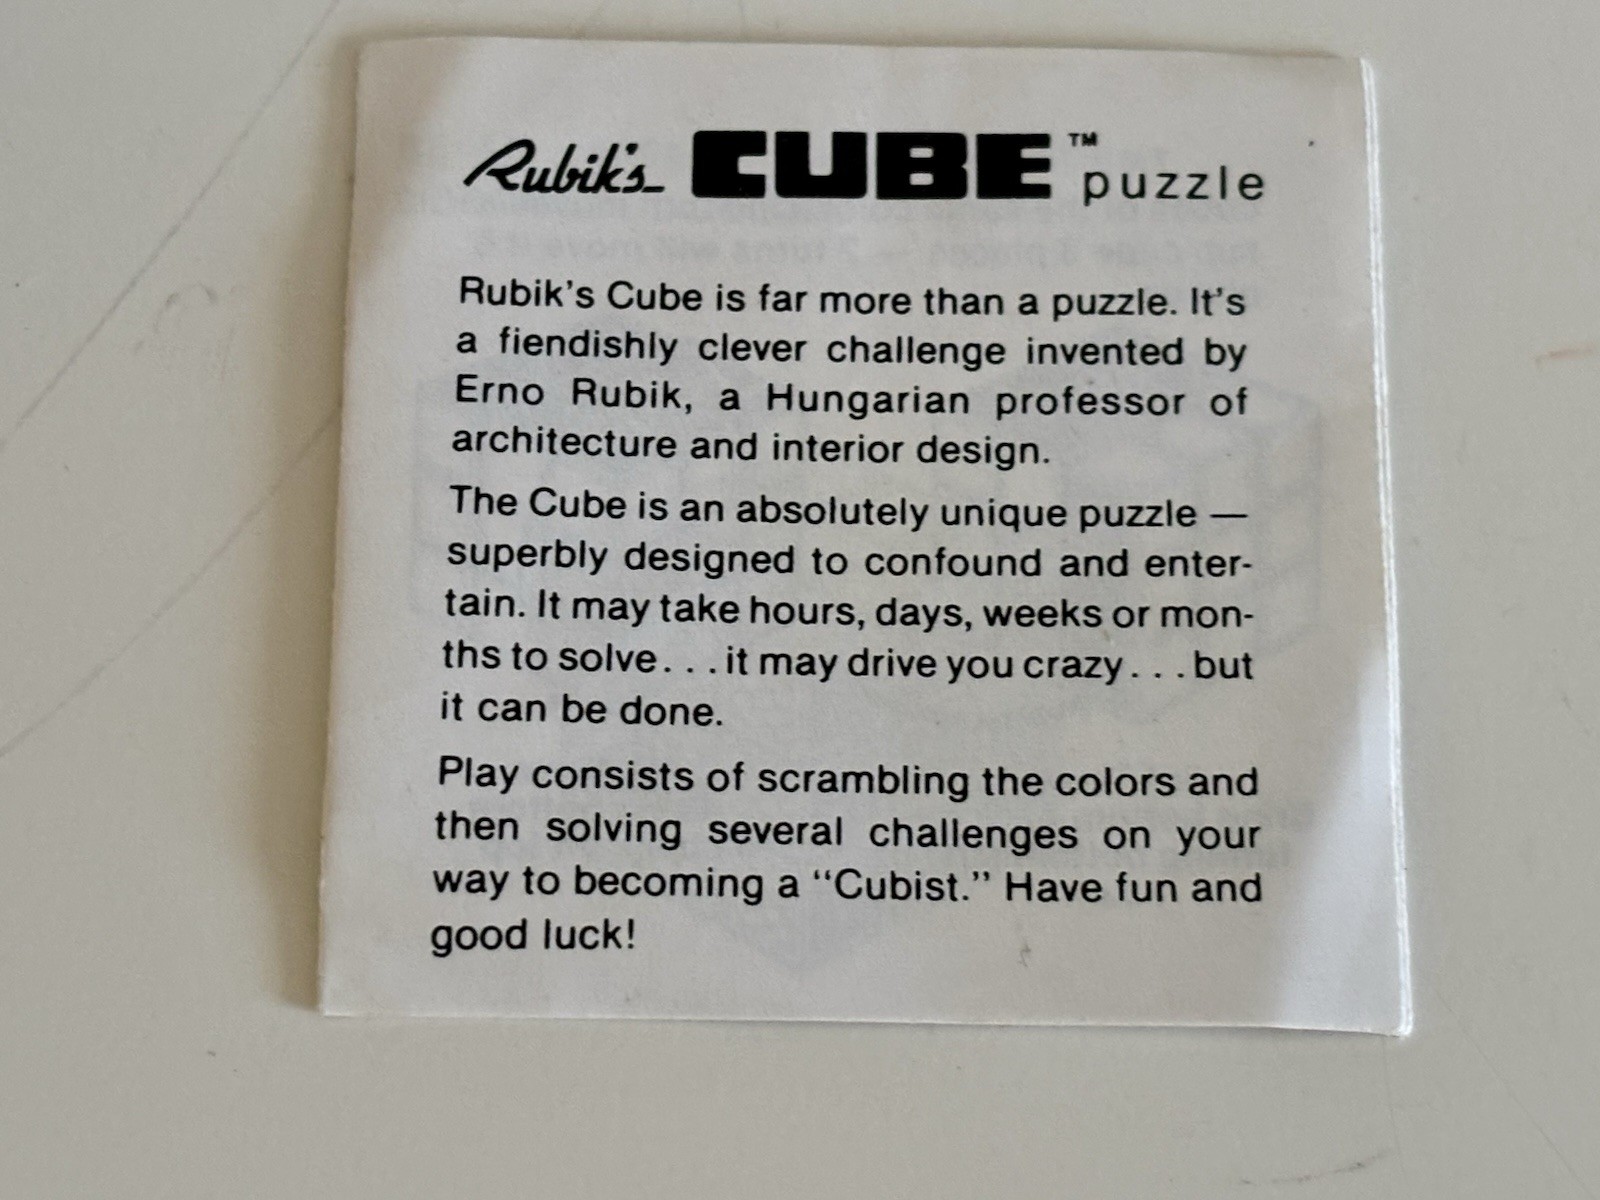 Rubik's CUBE™ puzzle
Rubik's Cube is far more than a puzzle. It's
a fiendishly clever challenge invented by
Erno Rubik, a Hungarian professor of
architecture and interior design.
The Cube is an absolutely unique puzzle —
superbly designed to confound and enter-
tain. It may take hours, days, weeks or mon-
ths to solve. . . it may drive you crazy. . . but
it can be done.
Play consists of scrambling the colors and
then solving several challenges on your
way to becoming a “Cubist.” Have fun and
good luck!